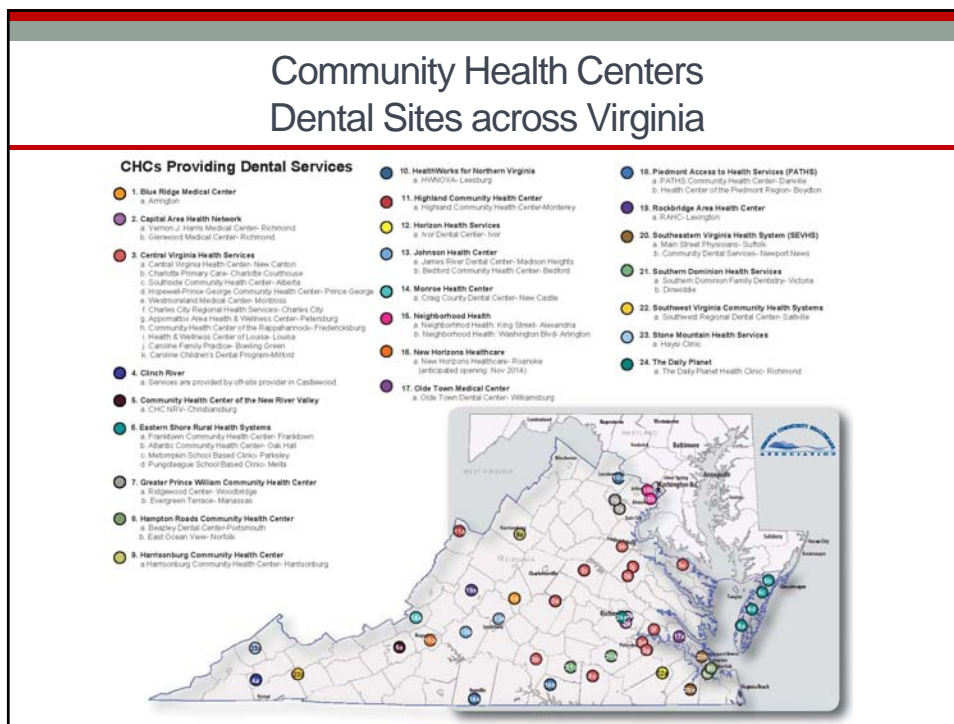 Community Health Centers
Dental Sites across Virginia
CHCs Providing Dental Services
1. Blue Ridge Medical Center
a. Arrington
2. Capital Area Health Network
a. Vernon J. Harris Medical Center- Richmond
b. Glenwood Medical Center- Richmond
3. Central Virginia Health Services
a. Central Virginia Health Center- New Canton
b. Charlotte Primary Care- Charlotte Courthouse
c. Southside Community Health Center- Alberta
d. Hopewell-Prince George Community Health Center- Prince George
e. Westmoreland Medical Center- Montross
f. Charles City Regional Health Services- Charles City
g. Appomattox Area Health & Wellness Center- Petersburg
h. Community Health Center of the Rappahannock- Fredericksburg
i. Health & Wellness Center of Louisa- Louisa
j. Caroline Family Practice- Bowling Green
k. Caroline Children's Dental Program-Milford
4. Clinch River
a. Services are provided by off-site provider in Castlewood
5. Community Health Center of the New River Valley
a. CHC NRV- Christiansburg
6. Eastern Shore Rural Health Systems
a. Franktown Community Health Center- Franktown
b. Atlantic Community Health Center- Oak Hall
c. Metompkin School Based Clinic- Parksley
d. Pungoteague School Based Clinic- Melfa
7. Greater Prince William Community Health Center
a. Ridgewood Center- Woodbridge
b. Evergreen Terrace- Manassas
8. Hampton Roads Community Health Center
a. Beazley Dental Center-Portsmouth
b. East Ocean View- Norfolk
9. Harrisonburg Community Health Center
a.Harrisonburg Community Health Center- Harrisonburg
10. HealthWorks for Northern Virginia
a. HWNOVA- Leesburg
11. Highland Community Health Center
a. Highland Community Health Center-Monterey
12. Horizon Health Services
a. Ivor Dental Center- Ivor
13. Johnson Health Center
a. James River Dental Center- Madison Heights
b. Bedford Community Health Center- Bedford
14. Monroe Health Center
a. Craig County Dental Center- New Castle
15. Neighborhood Health
a. Neighborhood Health: King Street- Alexandria
b. Neighborhood Health: Washington Blvd- Arlington
16. New Horizons Healthcare
a. New Horizons Healthcare- Roanoke
(anticipated opening: Nov 2014)
17. Olde Town Medical Center
a. Olde Town Dental Center- Williamsburg
18. Piedmont Access to Health Services (PATHS)
a. PATHS Community Health Center- Danville
b. Health Center of the Piedmont Region- Boydton
19. Rockbridge Area Health Center
a. RAHC- Lexington
20. Southeastern Virginia Health System (SEVHS)
a. Main Street Physicians- Suffolk
b. Community Dental Services- Newport News
21. Southern Dominion Health Services
a. Southern Dominion Family Dentistry- Victoria
b. Dinwiddie
22. Southwest Virginia Community Health Systems
a. Southwest Regional Dental Center- Saltville
23. Stone Mountain Health Services
a. Haysi Clinic
24. The Daily Planet
a. The Daily Planet Health Clinic- Richmond
MARYLAND
Baltimore
WEST VIRGINIA
Winchester
Annapolis
Washington
Salisbury
Ocean City
VIRGINIA
Charlottesville
Richmond
Danville
Bristol
Virginia Beach
VIRGINIA COMMUNITY HEALTHCARE
ASSOCIATION